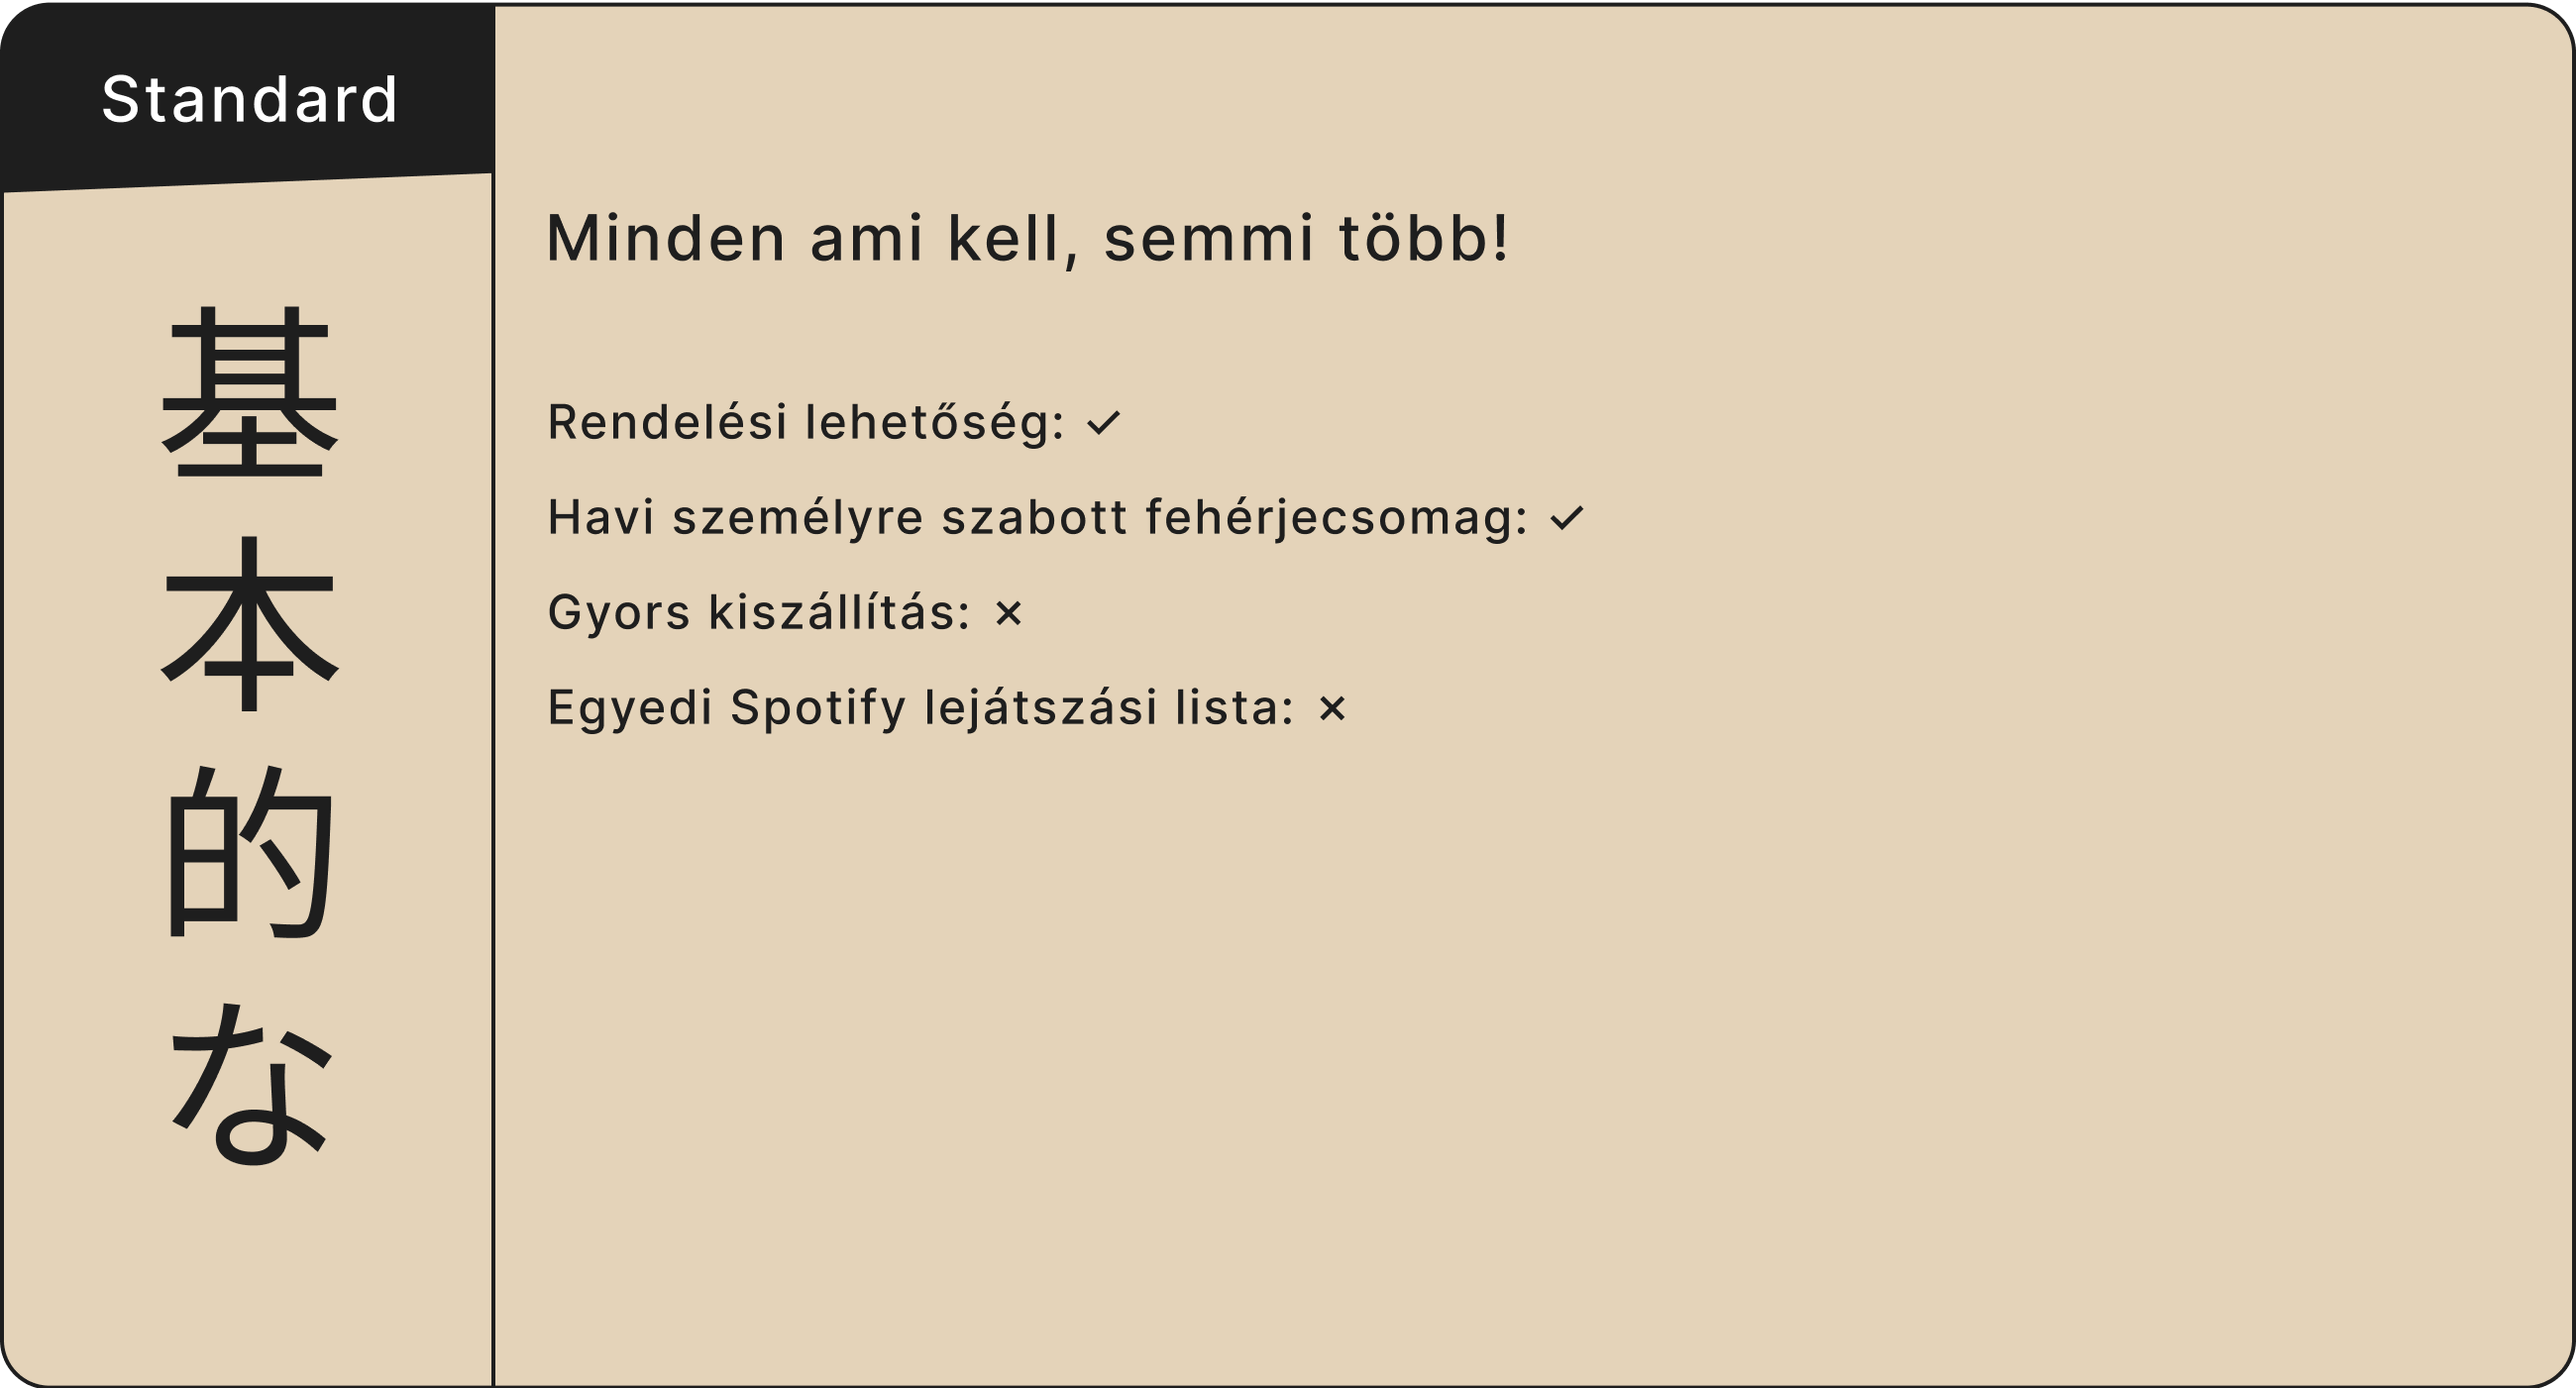 Standard
基本的な
Minden ami kell, semmi több!
Rendelési lehetőség: ✓
Havi személyre szabott fehérjecsomag: ✓
Gyors kiszállítás: ×
Egyedi Spotify lejátszási lista: ×